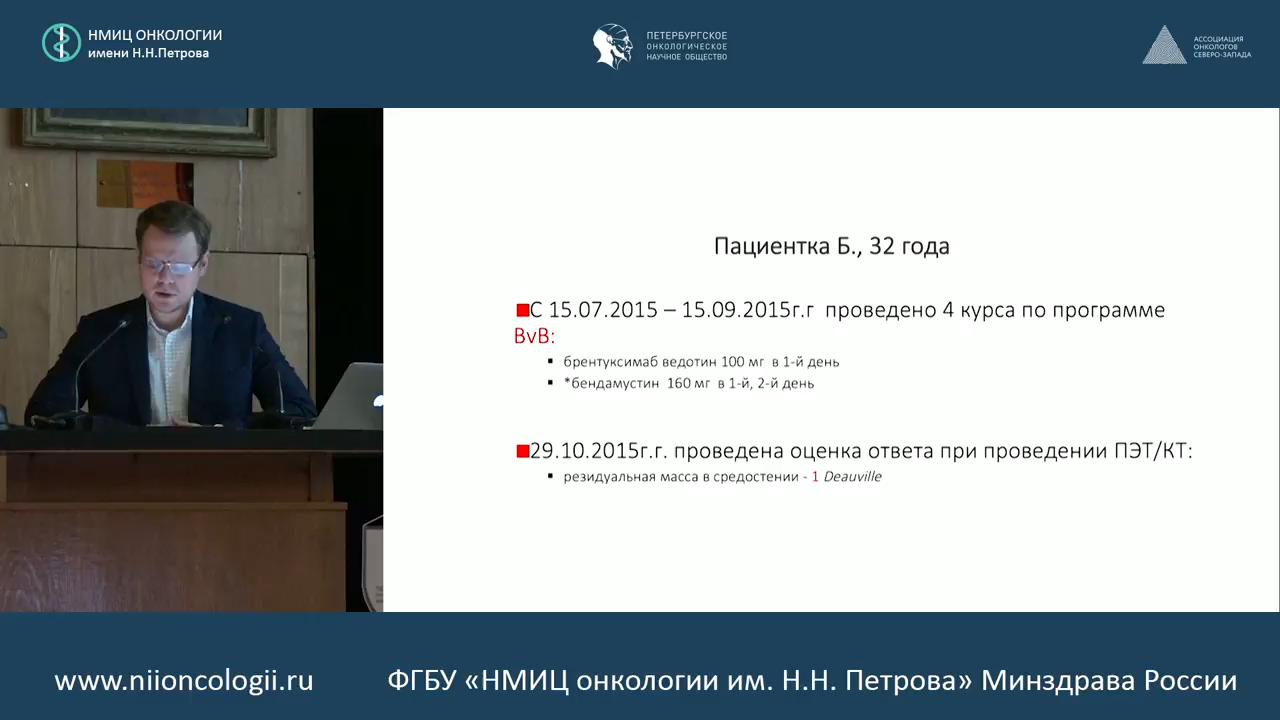 НМИЦ ОНКОЛОГИИ
имени Н.Н.Петрова
ПЕТЕРБУРГСКОЕ
ОНКОЛОГИЧЕСКОЕ
НАУЧНОЕ ОБЩЕСТВО
АССОЦИАЦИЯ
ОНКОЛОГОВ
СЕВЕРО-ЗАПАДА
Пациентка Б., 32 года
С 15.07.2015 – 15.09.2015г.г проведено 4 курса по программе
BvB:
брентуксимаб ведотин 100 мг в 1-й день
*бендамустин 160 мг в 1-й, 2-й день
29.10.2015г.г. проведена оценка ответа при проведении ПЭТ/КТ:
резидуальная масса в средостении - 1 Deauville
www.niioncologii.ru
ФГБУ «НМИЦ онкологии им. Н.Н. Петрова» Минздрава России